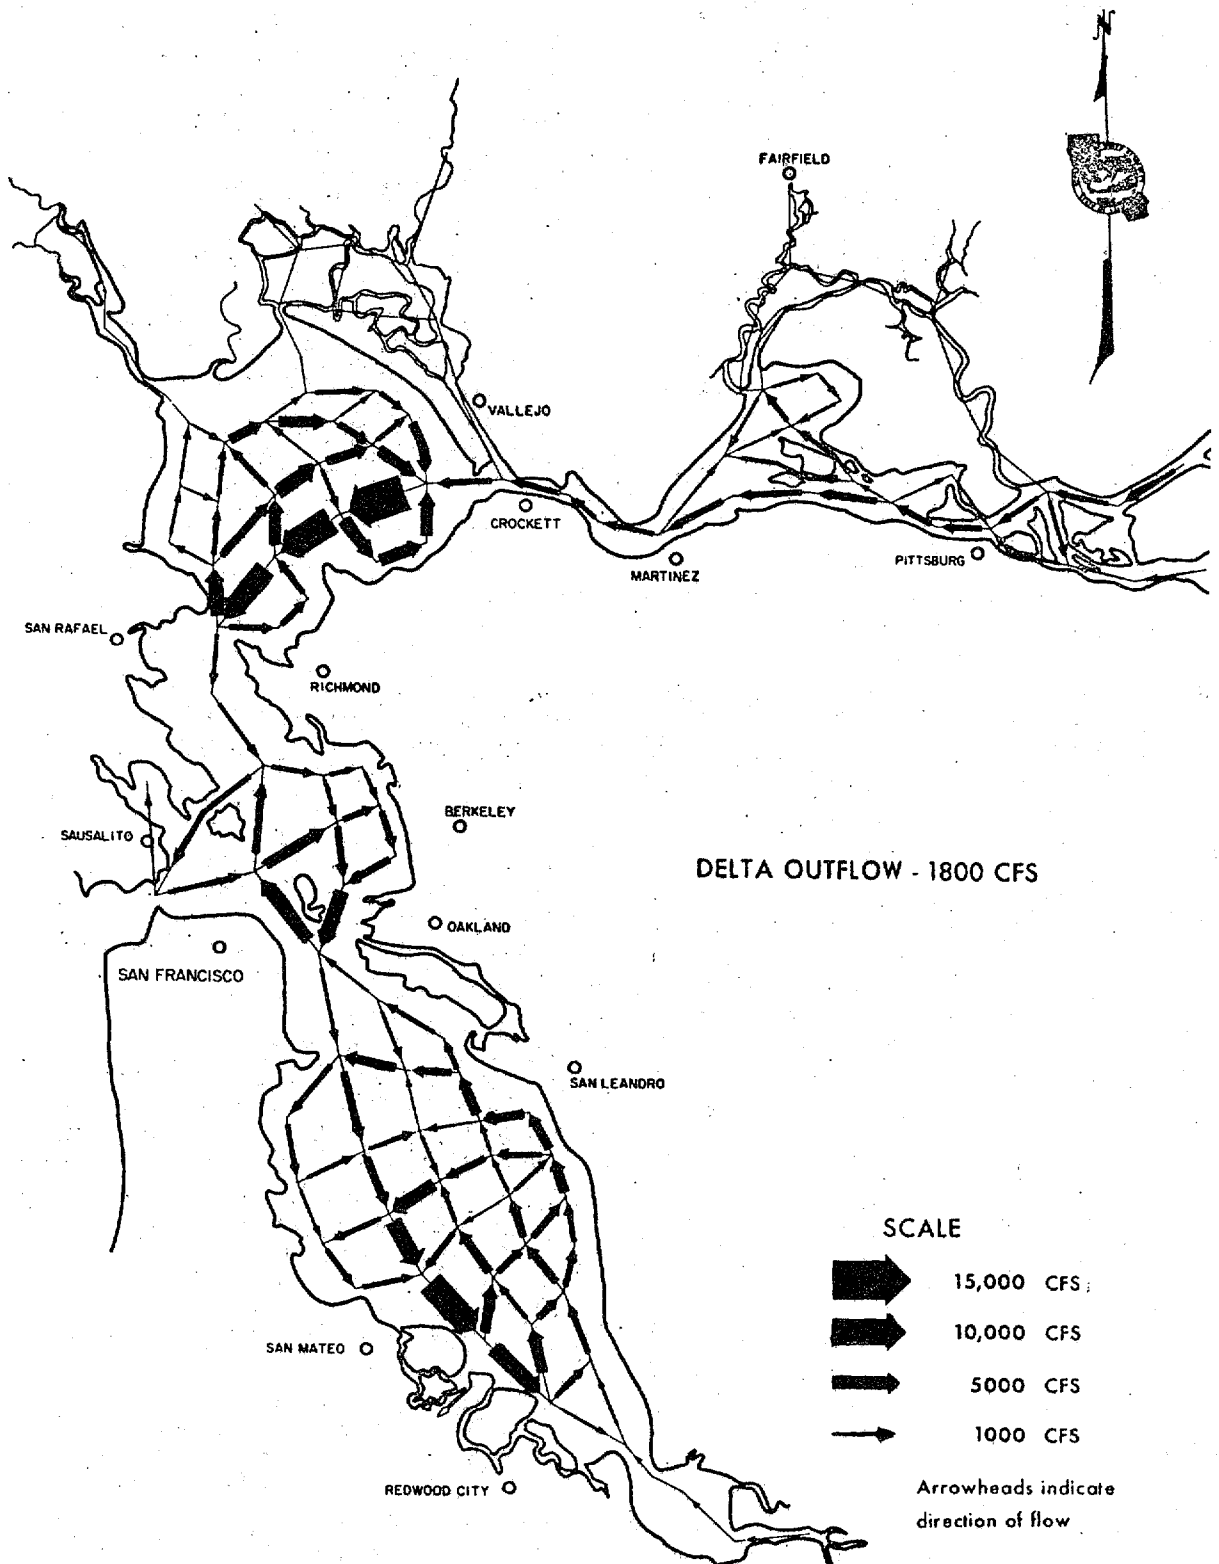 N
FAIRFIELD
VALLEJO
CROCKETT
MARTINEZ
PITTSBURG
SAN RAFAEL
RICHMOND
BERKELEY
SAUSALITO
DELTA OUTFLOW - 1800 CFS
OAKLAND
SAN FRANCISCO
SAN LEANDRO
SCALE
15,000 CFS
10,000 CFS
5000 CFS
1000 CFS
SAN MATEO
REDWOOD CITY
Arrowheads indicate
direction of flow